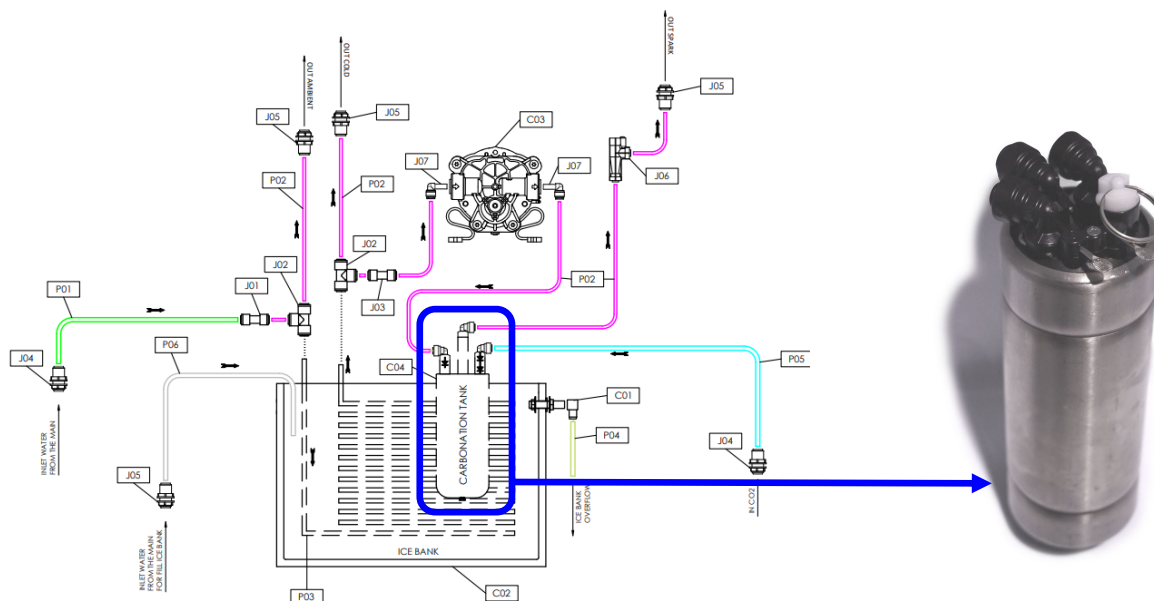 OUT AMBIENT
OUT COLD
OUT SPARK
J05
J05
J05
C03
J07
J07
J06
P02
P02
J02
J02
J01
J03
P01
P02
P06
J04
C04
P05
C01
CARBONATION TANK
P04
J04
INLET WATER
FROM THE MAIN
J05
IN CO2
ICE BANK
OVERFLOW
ICE BANK
INLET WATER
FROM THE MAIN
FOR FILL ICE BANK
P03
C02